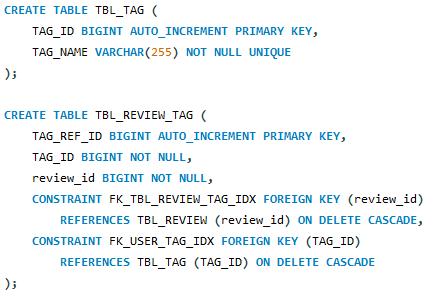 CREATE TABLE TBL_TAG (
    TAG_ID BIGINT AUTO_INCREMENT PRIMARY KEY,
    TAG_NAME VARCHAR(255) NOT NULL UNIQUE
);

CREATE TABLE TBL_REVIEW_TAG (
    TAG_REF_ID BIGINT AUTO_INCREMENT PRIMARY KEY,
    TAG_ID BIGINT NOT NULL,
    review_id BIGINT NOT NULL,
    CONSTRAINT FK_TBL_REVIEW_TAG_IDX FOREIGN KEY (review_id)
        REFERENCES TBL_REVIEW (review_id) ON DELETE CASCADE,
    CONSTRAINT FK_USER_TAG_IDX FOREIGN KEY (TAG_ID)
        REFERENCES TBL_TAG (TAG_ID) ON DELETE CASCADE
);